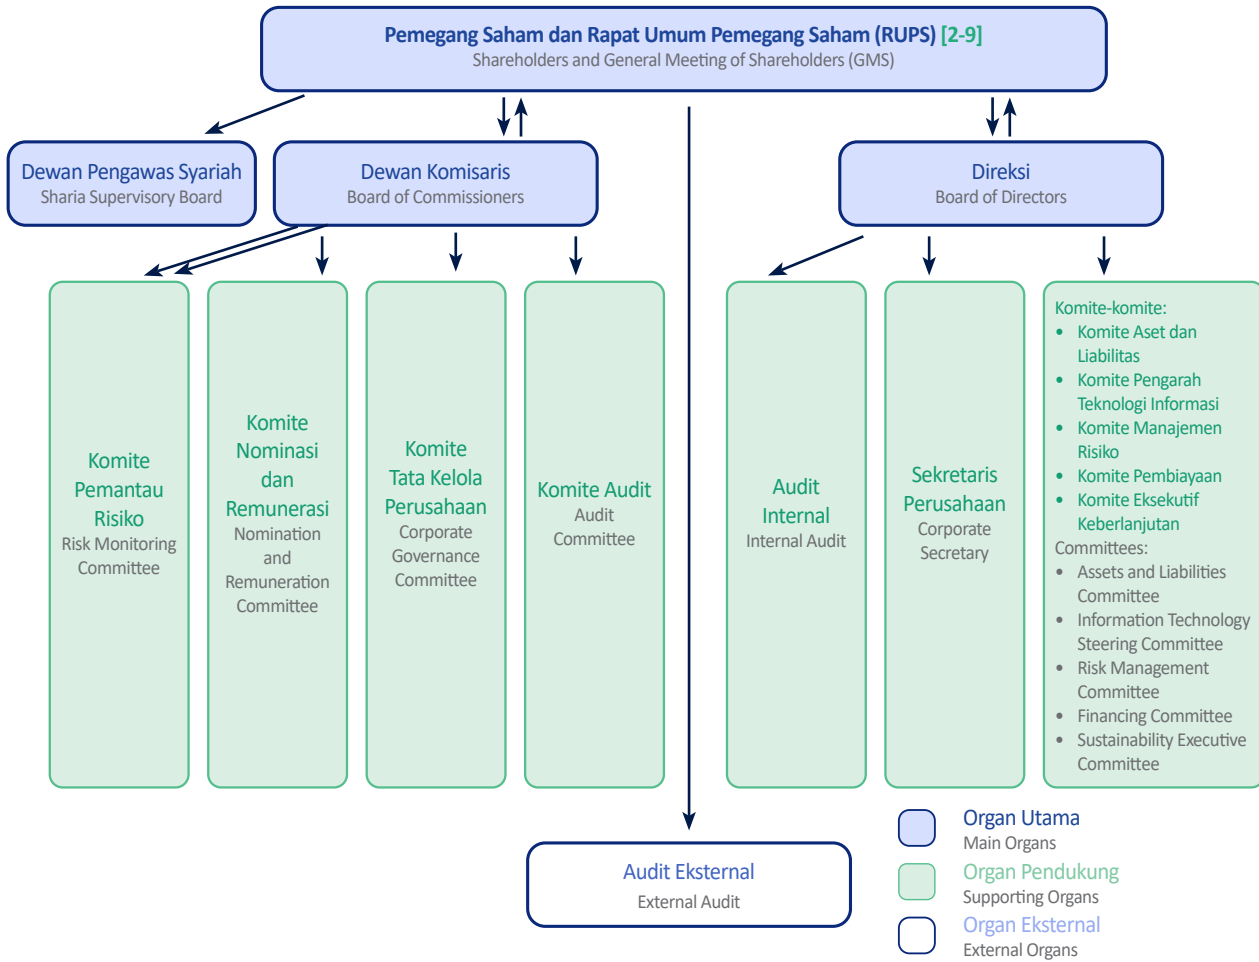 Pemegang Saham dan Rapat Umum Pemegang Saham (RUPS) [2-9]
Shareholders and General Meeting of Shareholders (GMS)
Dewan Pengawas Syariah
Sharia Supervisory Board
Dewan Komisaris
Board of Commissioners
Direksi
Board of Directors
Komite
Pemantau
Risiko
Risk Monitoring
Committee
Komite
Nominasi
dan
Remunerasi
Nomination
and
Remuneration
Committee
Komite
Tata Kelola
Perusahaan
Corporate
Governance
Committee
Komite Audit
Audit
Committee
Audit
Internal
Internal Audit
Sekretaris
Perusahaan
Corporate
Secretary
Komite-komite:
• Komite Aset dan
Liabilitas
• Komite Pengarah
Teknologi Informasi
• Komite Manajemen
Risiko
• Komite Pembiayaan
• Komite Eksekutif
Keberlanjutan
Committees:
• Assets and Liabilities
Committee
• Information Technology
Steering Committee
• Risk Management
Committee
• Financing Committee
• Sustainability Executive
Committee
Audit Eksternal
External Audit
Organ Utama
Main Organs
Organ Pendukung
Supporting Organs
Organ Eksternal
External Organs